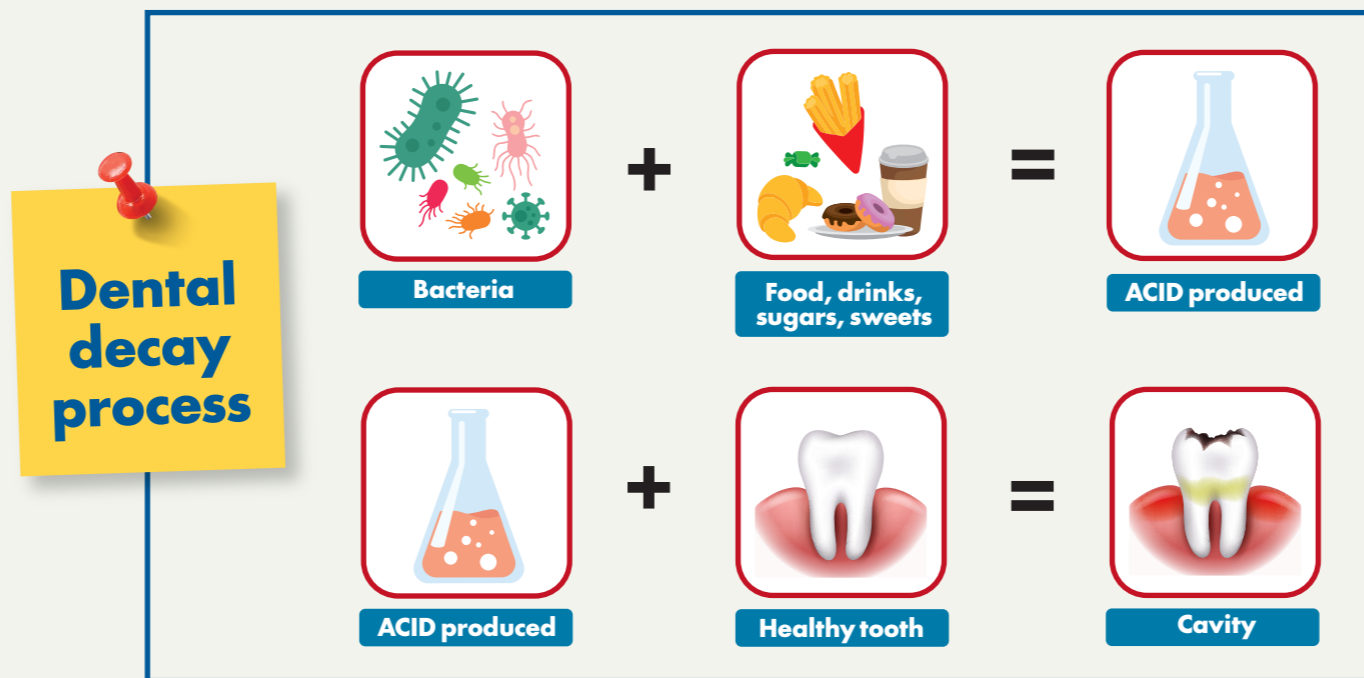 Dental
decay
process
Bacteria
+
Food, drinks,
sugars, sweets
=
ACID produced
ACID produced
+
Healthy tooth
=
Cavity